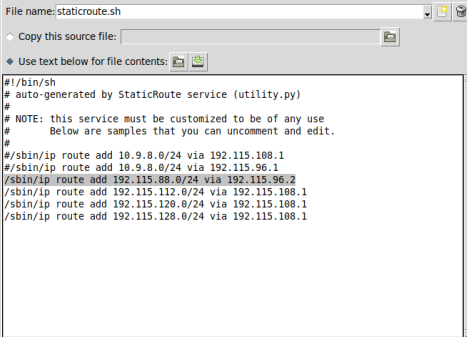 File name: staticroute.sh
Copy this source file:
Use text below for file contents:
#!/bin/sh
# auto-generated by StaticRoute service (utility.py)
#
# NOTE: this service must be customized to be of any use
#       Below are samples that you can uncomment and edit.
#
#/sbin/ip route add 10.9.8.0/24 via 192.115.108.1
#/sbin/ip route add 10.9.8.0/24 via 192.115.96.1
/sbin/ip route add 192.115.88.0/24 via 192.115.96.2
/sbin/ip route add 192.115.112.0/24 via 192.115.108.1
/sbin/ip route add 192.115.120.0/24 via 192.115.108.1
/sbin/ip route add 192.115.128.0/24 via 192.115.108.1